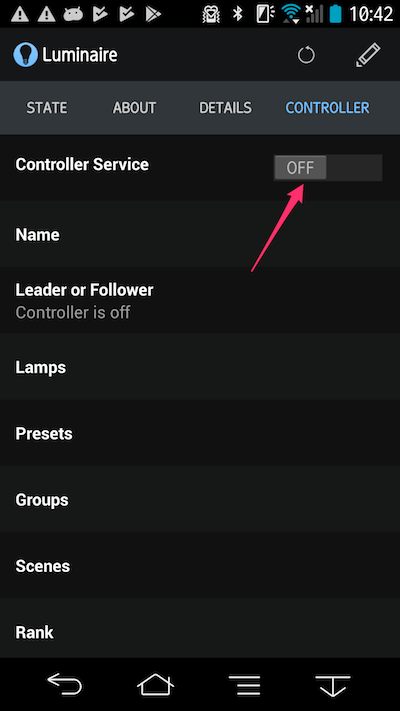 10:42
Luminaire
STATE ABOUT DETAILS CONTROLLER
Controller Service OFF
Name
Leader or Follower
Controller is off
Lamps
Presets
Groups
Scenes
Rank